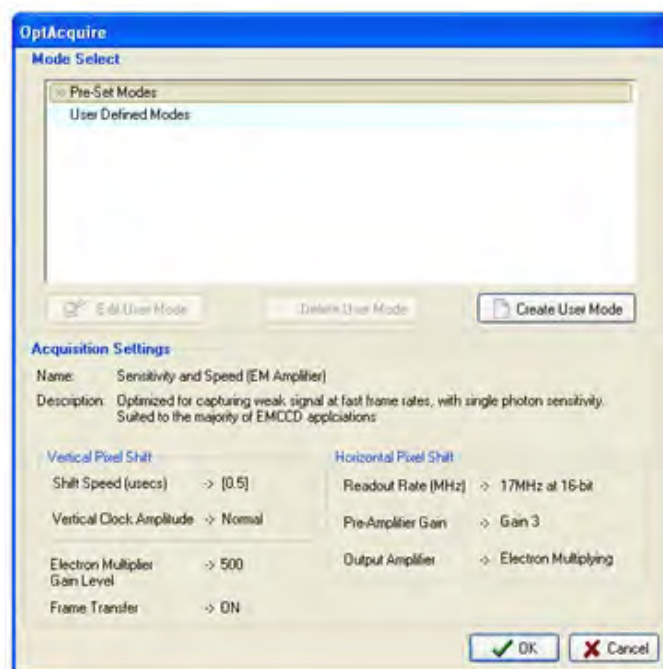 OptAcquire
Mode Select
Pre-Set Modes
User Defined Modes
Edit User Mode
Delete User Mode
Create User Mode
Acquisition Settings
Name: Sensitivity and Speed (EM Amplifier)
Description: Optimized for capturing weak signal at fast frame rates, with single photon sensitivity.
Suited to the majority of EMCCD applciations
Vertical Pixel Shift
Shift Speed (usecs) -> [0.5]
Vertical Clock Amplitude -> Normal
Electron Multiplier -> 500
Gain Level
Frame Transfer -> ON
Horizontal Pixel Shift
Readout Rate (MHz) -> 17MHz at 16-bit
Pre-Amplifier Gain -> Gain 3
Output Amplifier -> Electron Multiplying
OK
Cancel